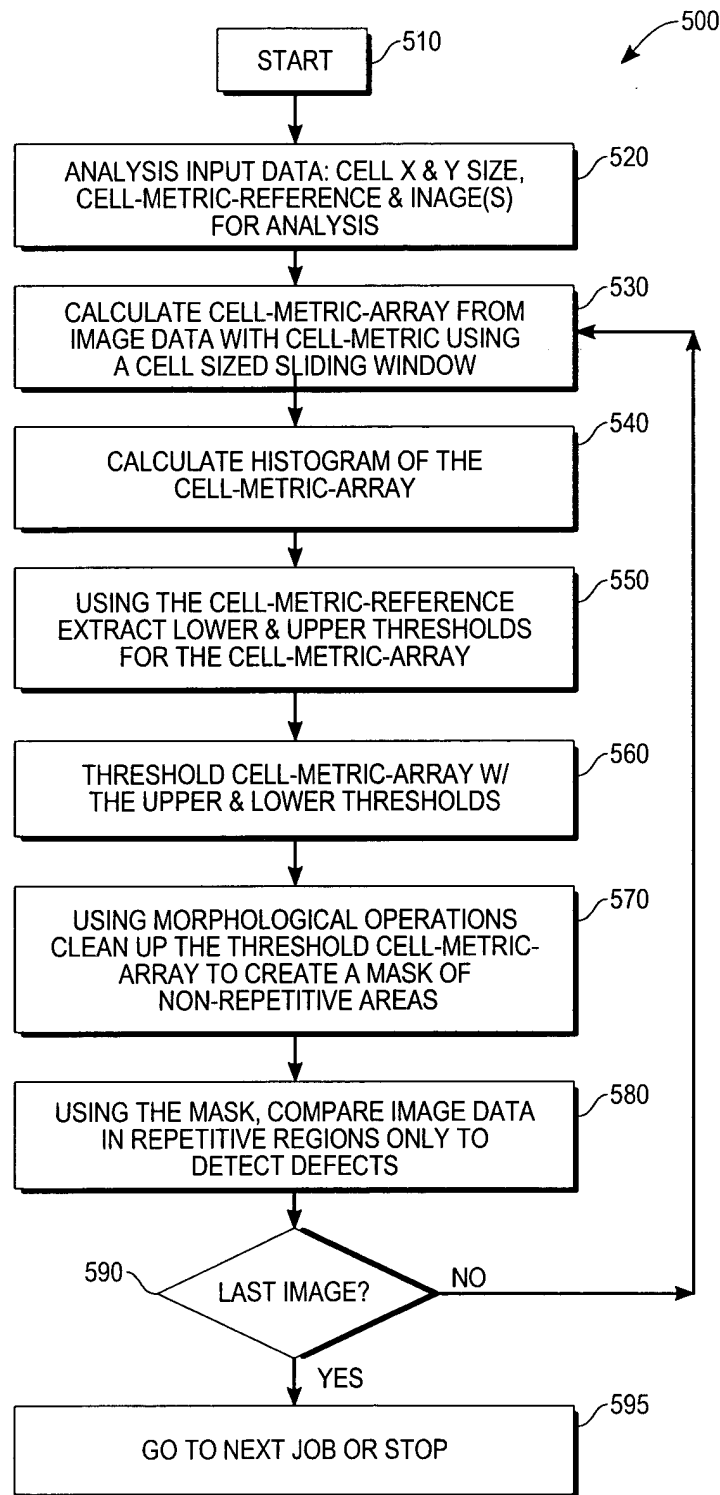 500
START
510
ANALYSIS INPUT DATA: CELL X & Y SIZE,
CELL-METRIC-REFERENCE & INAGE(S)
FOR ANALYSIS
520
CALCULATE CELL-METRIC-ARRAY FROM
IMAGE DATA WITH CELL-METRIC USING
A CELL SIZED SLIDING WINDOW
530
CALCULATE HISTOGRAM OF THE
CELL-METRIC-ARRAY
540
USING THE CELL-METRIC-REFERENCE
EXTRACT LOWER & UPPER THRESHOLDS
FOR THE CELL-METRIC-ARRAY
550
THRESHOLD CELL-METRIC-ARRAY W/
THE UPPER & LOWER THRESHOLDS
560
USING MORPHOLOGICAL OPERATIONS
CLEAN UP THE THRESHOLD CELL-METRIC-
ARRAY TO CREATE A MASK OF
NON-REPETITIVE AREAS
570
USING THE MASK, COMPARE IMAGE DATA
IN REPETITIVE REGIONS ONLY TO
DETECT DEFECTS
580
590
LAST IMAGE?
NO
YES
GO TO NEXT JOB OR STOP
595